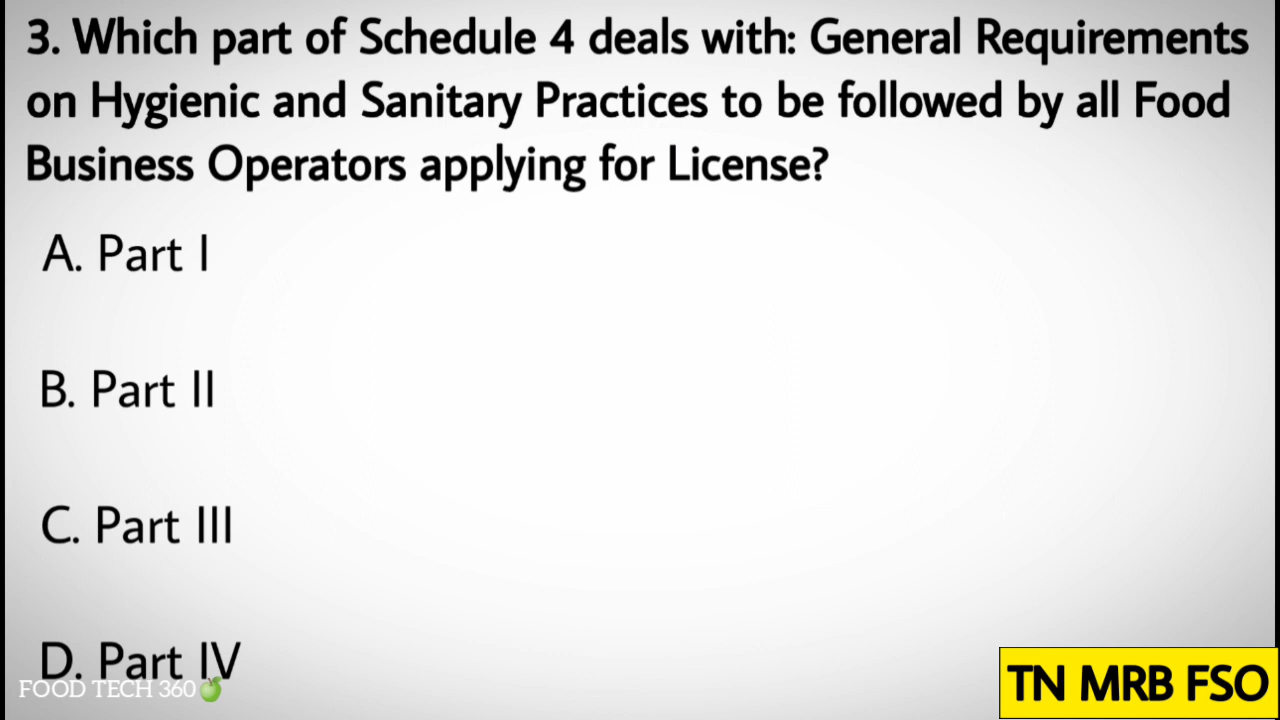 3. Which part of Schedule 4 deals with: General Requirements
on Hygienic and Sanitary Practices to be followed by all Food
Business Operators applying for License?
A. Part I
B. Part II
C. Part III
D. Part IV
FOOD TECH 360
TN MRB FSO